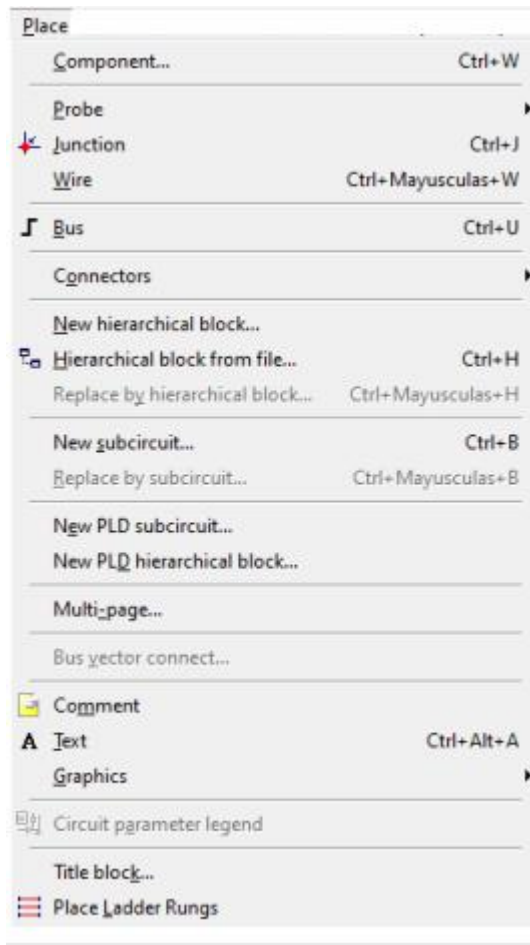 Place
Component... Ctrl+W
Probe
Junction Ctrl+J
Wire Ctrl+Mayusculas+W
Bus Ctrl+U
Connectors
New hierarchical block...
Hierarchical block from file... Ctrl+H
Replace by hierarchical block... Ctrl+Mayusculas+H
New subcircuit... Ctrl+B
Replace by subcircuit... Ctrl+Mayusculas+B
New PLD subcircuit...
New PLD hierarchical block...
Multi-page...
Bus vector connect...
Comment
A Text Ctrl+Alt+A
Graphics
Circuit parameter legend
Title block...
Place Ladder Rungs